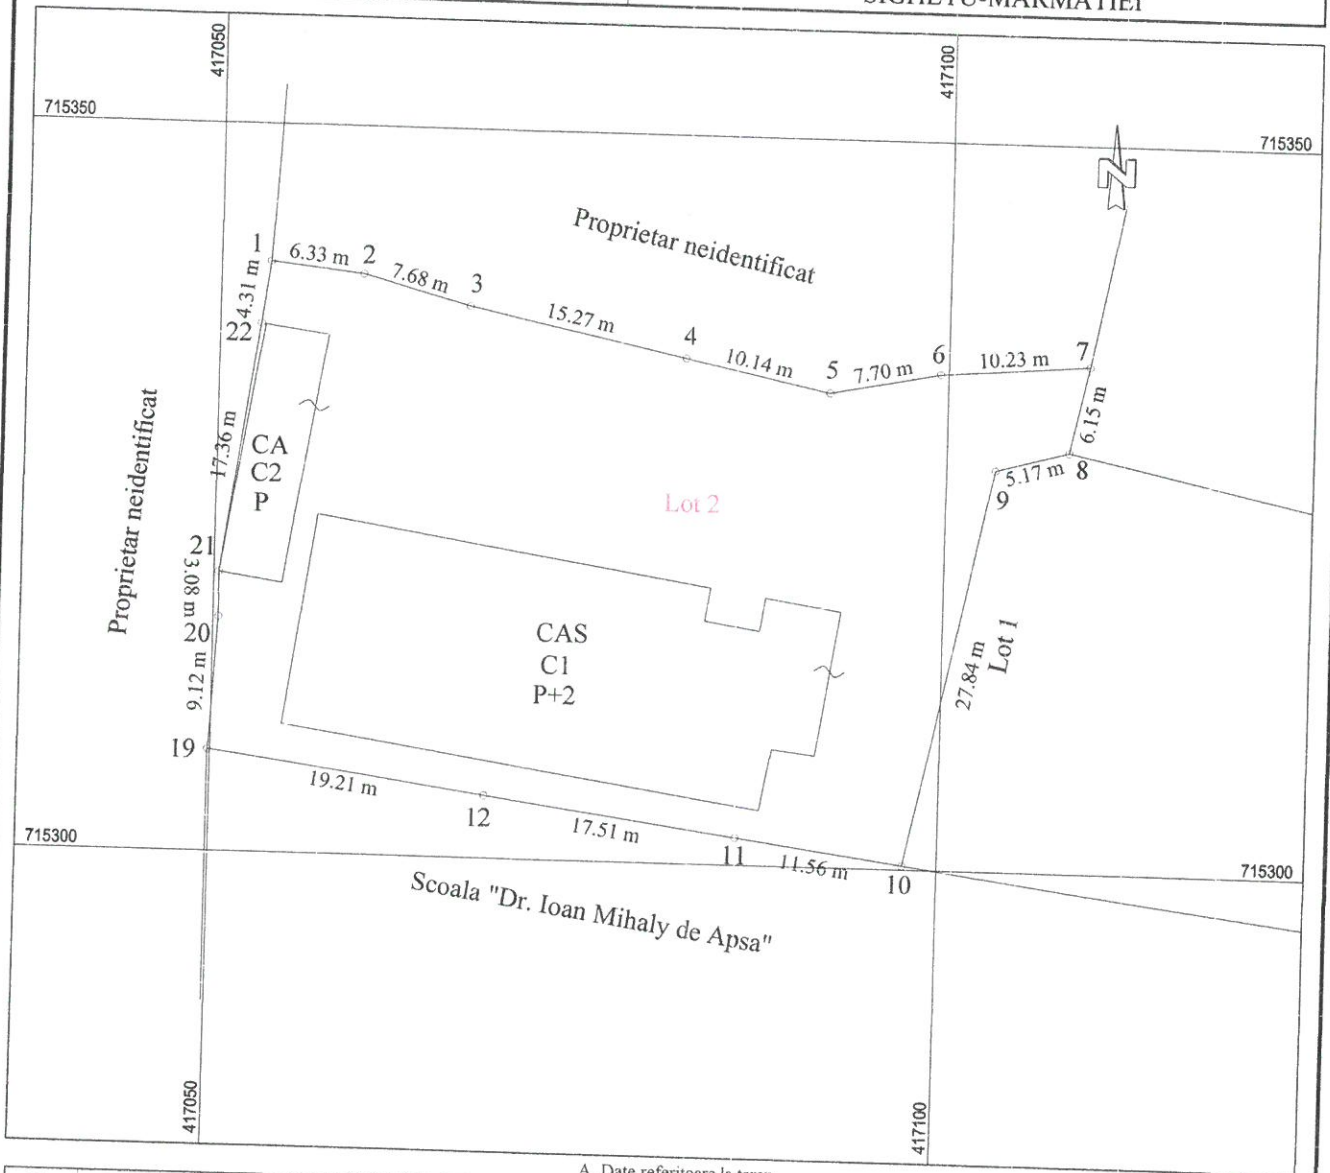 SIGHETU-MARMATIEI
417050
417100
715350
715350
N
Proprietar neidentificat
1
6.33 m
2
7.68 m
3
15.27 m
4
10.14 m
5
7.70 m
6
10.23 m
7
4.31 m
22
6.15 m
8
5.17 m
9
17.36 m
CA
C2
P
Proprietar neidentificat
Lot 2
21
3.08 m
20
CAS
C1
P+2
27.84 m
Lot 1
9.12 m
19
19.21 m
12
17.51 m
11
11.56 m
10
715300
715300
Scoala "Dr. Ioan Mihaly de Apsa"
417050
417100
A. Date referitoare la teren